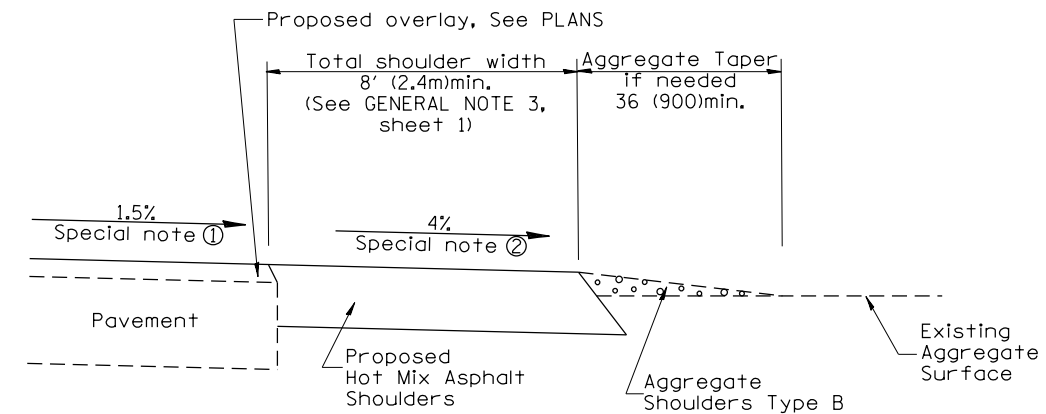 Proposed overlay, See PLANS
Total shoulder width
8' (2.4m)min.
(See GENERAL NOTE 3,
sheet 1)
Aggregate Taper
if needed
36 (900)min.
1.5%
Special note ①
4%
Special note ②
Pavement
Proposed
Hot Mix Asphalt
Shoulders
Aggregate
Shoulders Type B
Existing
Aggregate
Surface